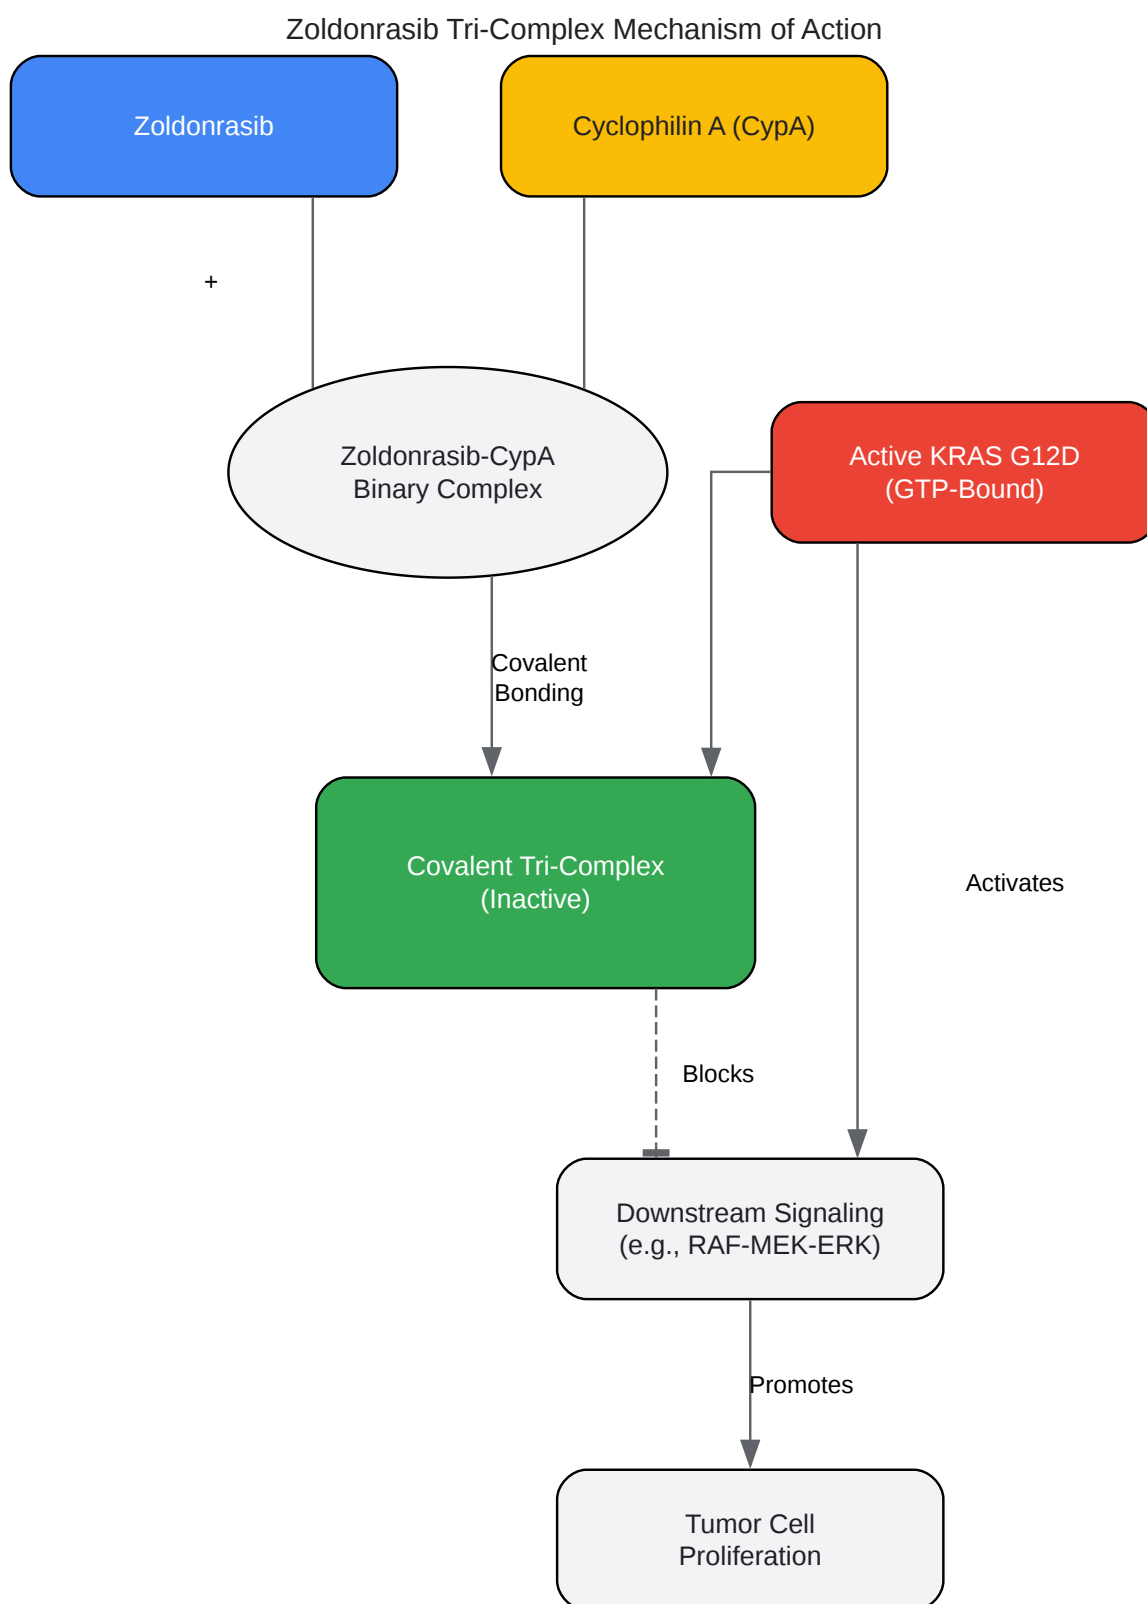 Zoldonrasib Tri-Complex Mechanism of Action
Zoldonrasib
Cyclophilin A (CypA)
+
Zoldonrasib-CypA
Binary Complex
Active KRAS G12D
(GTP-Bound)
Covalent
Bonding
Covalent Tri-Complex
(Inactive)
Activates
Blocks
Downstream Signaling
(e.g., RAF-MEK-ERK)
Promotes
Tumor Cell
Proliferation